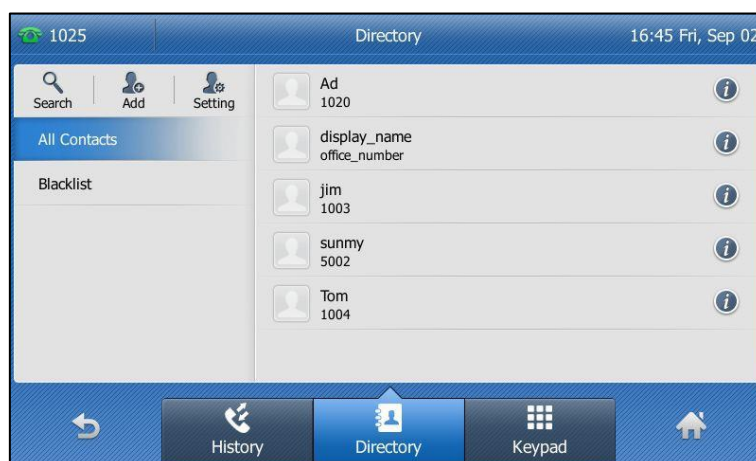 1025
Directory
16:45 Fri, Sep 02
Search
Add
Setting
All Contacts
Blacklist
Ad
1020
display_name
office_number
jim
1003
sunmy
5002
Tom
1004
History
Directory
Keypad